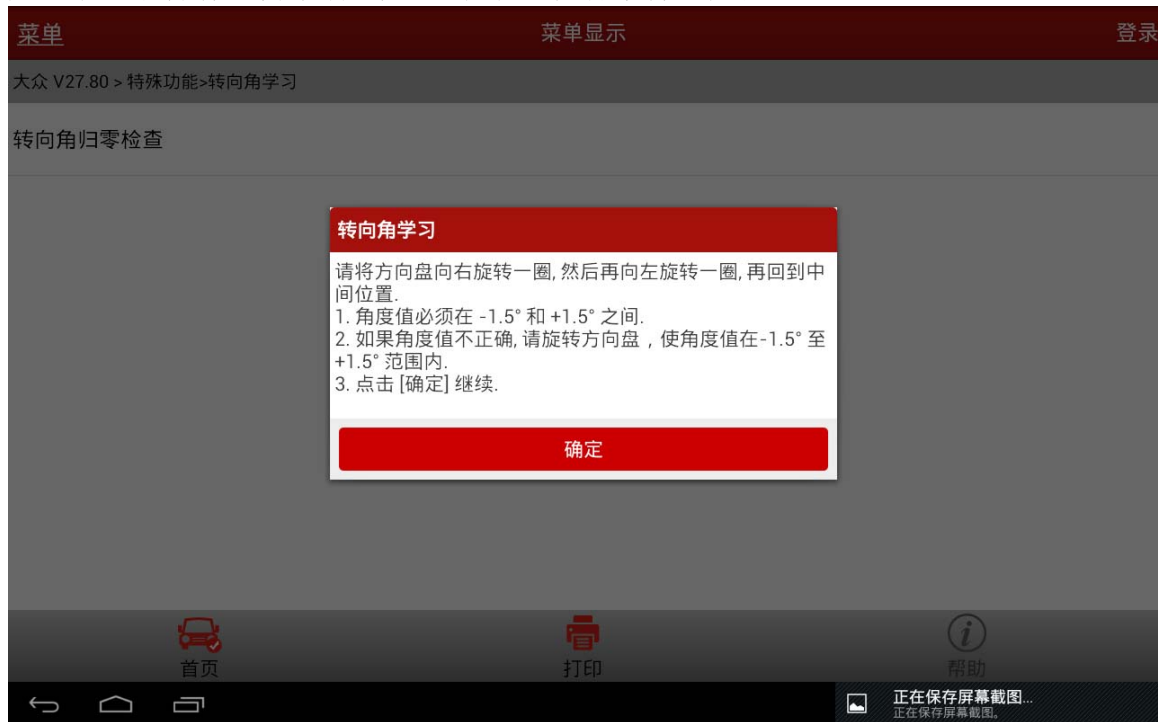 菜单
菜单显示
登录
大众 V27.80 > 特殊功能>转向角学习
转向角归零检查
转向角学习
请将方向盘向右旋转一圈, 然后再向左旋转一圈, 再回到中
间位置.
1. 角度值必须在 -1.5° 和 +1.5° 之间.
2. 如果角度值不正确, 请旋转方向盘 , 使角度值在-1.5° 至
+1.5° 范围内.
3. 点击 [确定] 继续.
确定
首页
打印
帮助
正在保存屏幕截图...
正在保存屏幕截图。